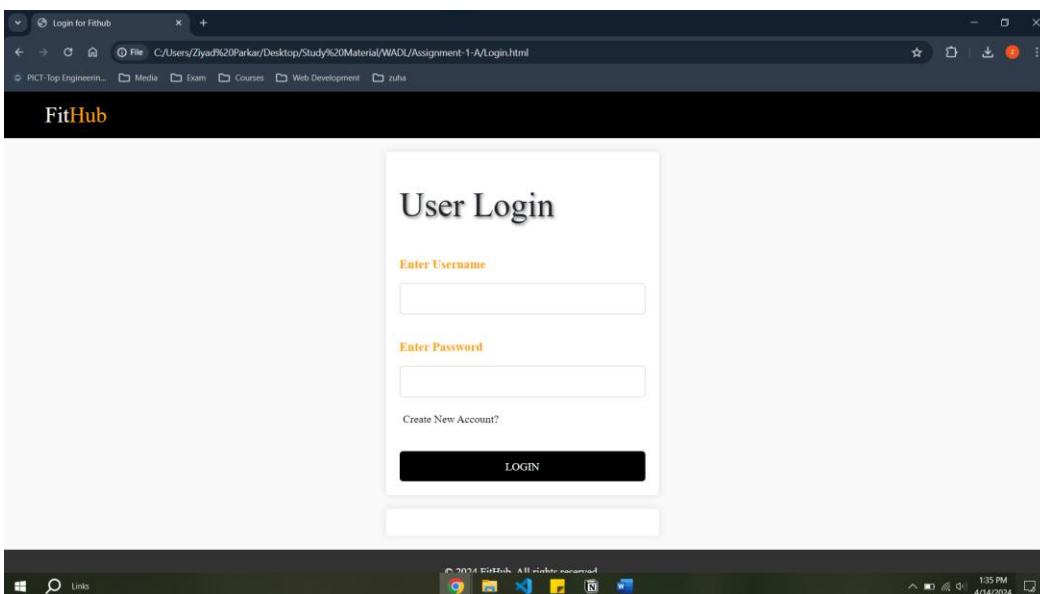 Login for Fithub
File C:/Users/Ziyad%20Parkar/Desktop/Study%20Material/WADL/Assignment-1-A/Login.html
PICT-Top Engineerin... Media Exam Courses Web Development zuha
FitHub
User Login
Enter Username
Enter Password
Create New Account?
LOGIN
© 2024 FitHub. All rights reserved.
Links
1:35 PM
4/14/2024